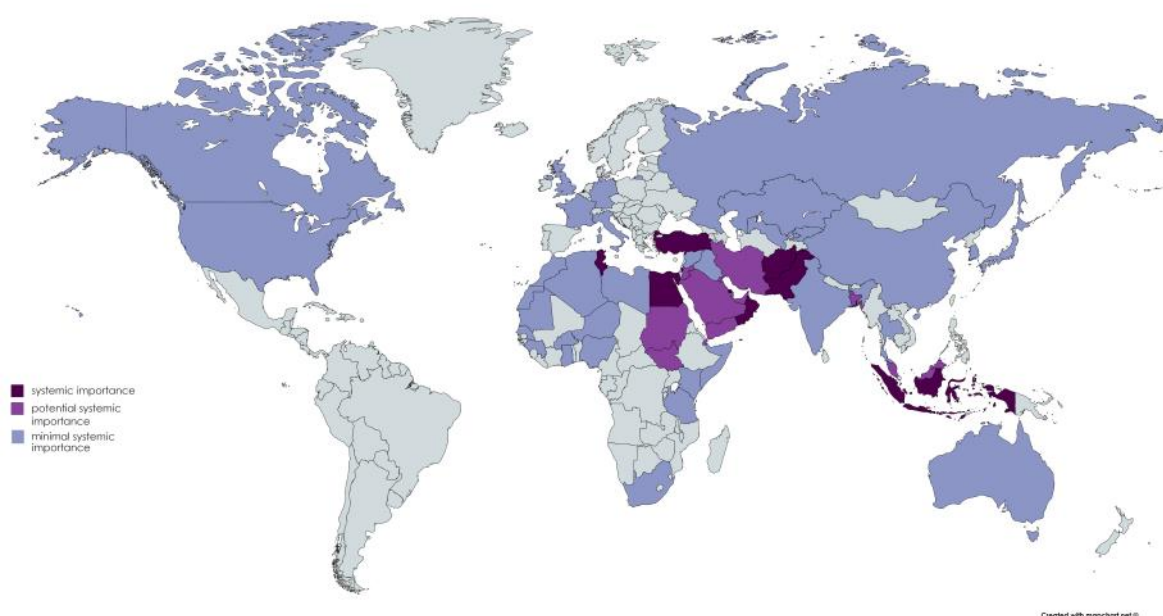 systemic importance
potential systemic
importance
minimal systemic
importance
Created with mapchart.net ©